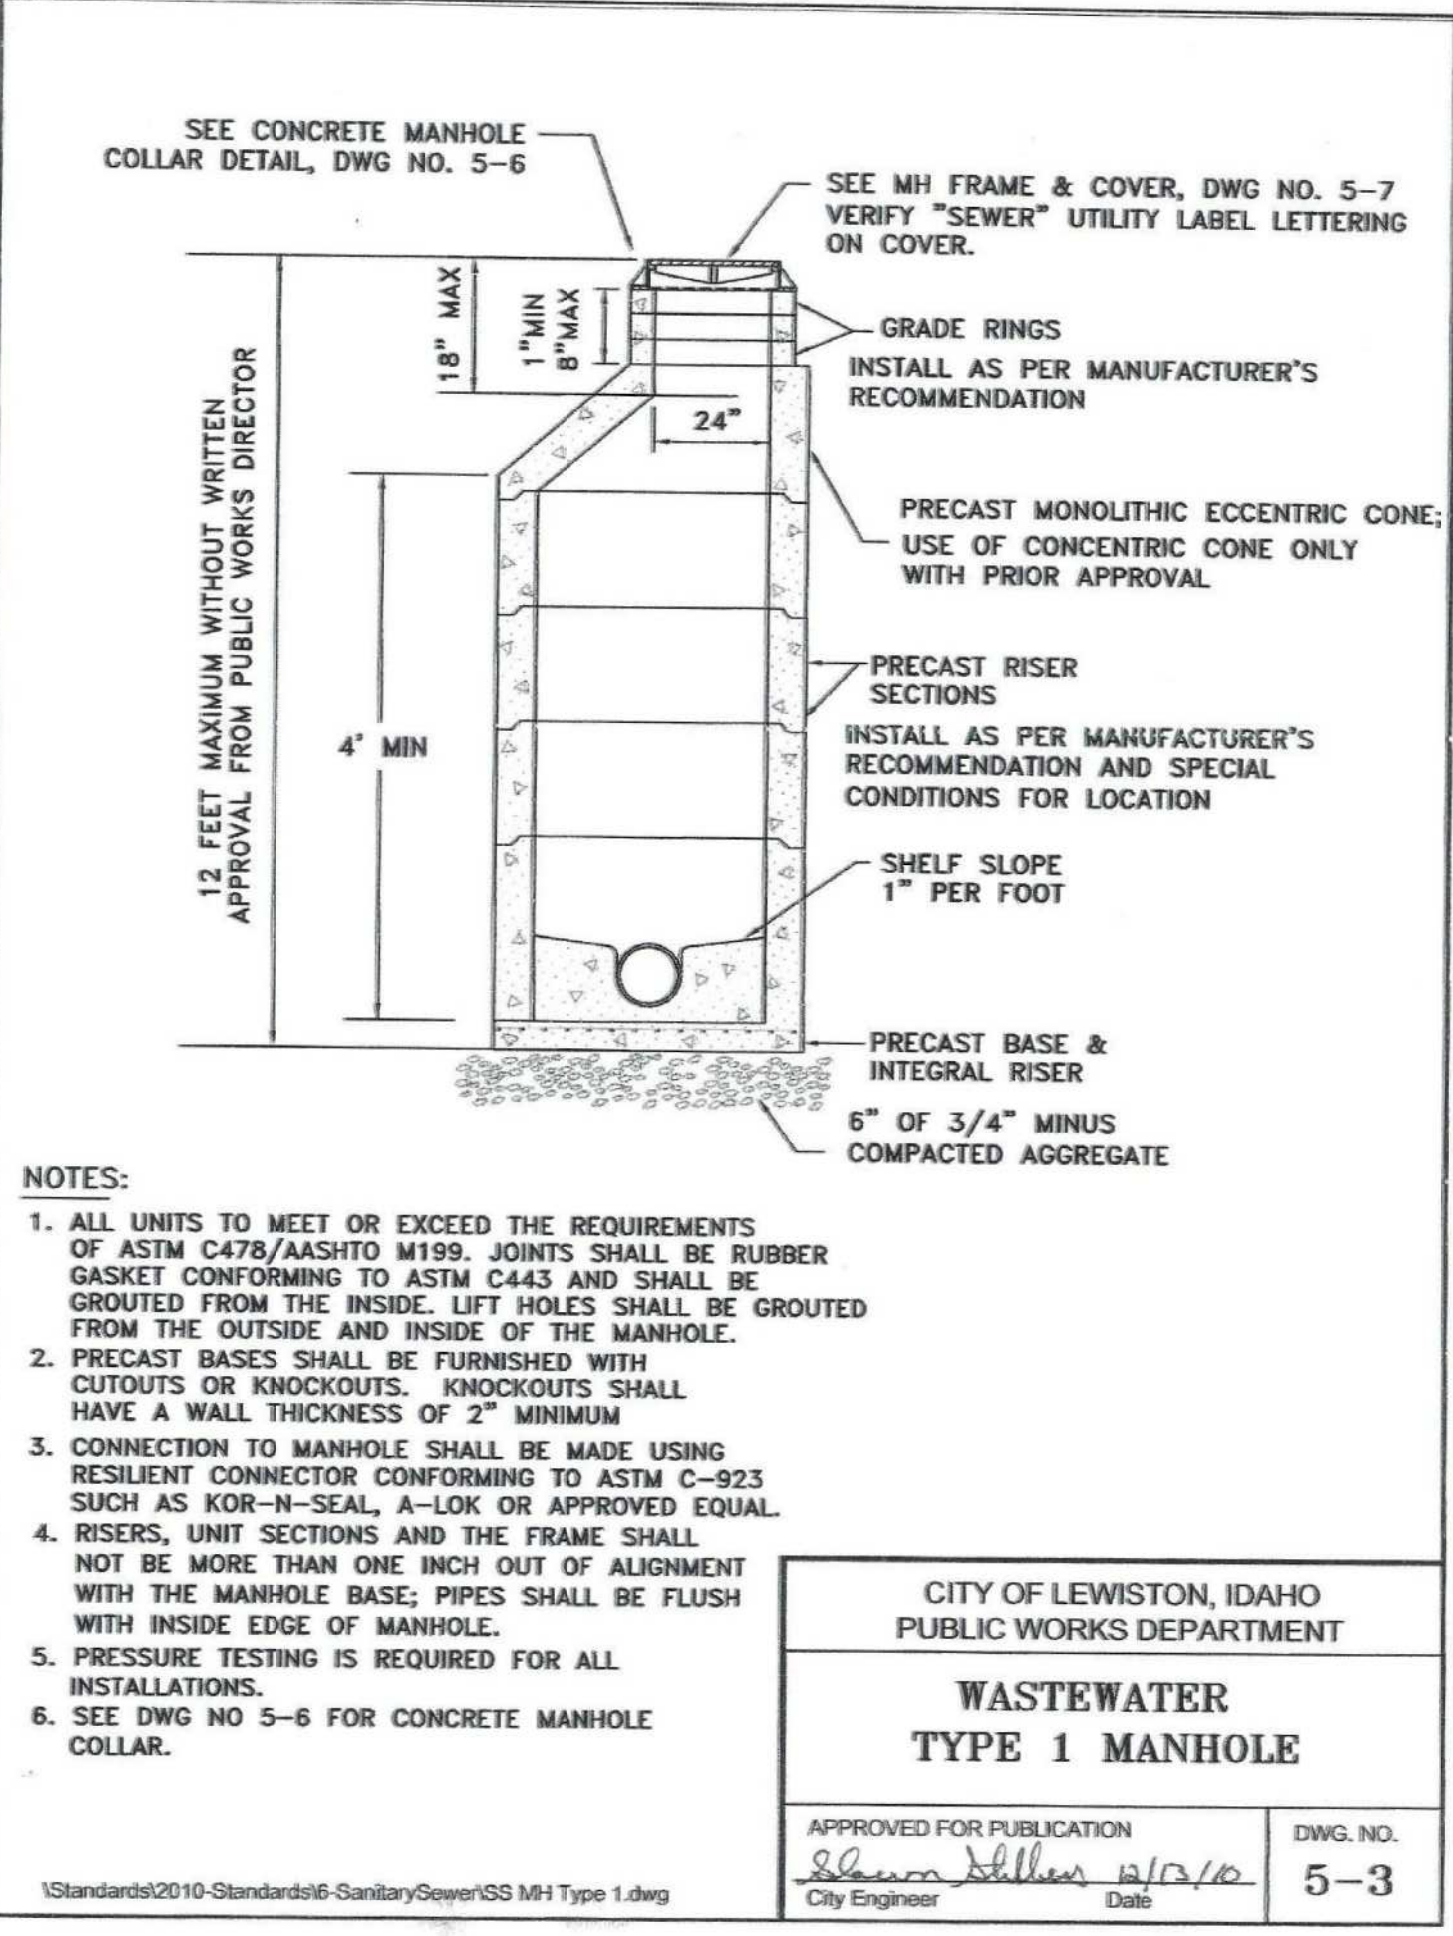 SEE CONCRETE MANHOLE
COLLAR DETAIL, DWG NO. 5-6
SEE MH FRAME & COVER, DWG NO. 5-7
VERIFY "SEWER" UTILITY LABEL LETTERING
ON COVER.
18" MAX
1"MIN
8"MAX
GRADE RINGS
INSTALL AS PER MANUFACTURER'S
RECOMMENDATION
24"
12 FEET MAXIMUM WITHOUT WRITTEN
APPROVAL FROM PUBLIC WORKS DIRECTOR
PRECAST MONOLITHIC ECCENTRIC CONE;
USE OF CONCENTRIC CONE ONLY
WITH PRIOR APPROVAL
4' MIN
PRECAST RISER
SECTIONS
INSTALL AS PER MANUFACTURER'S
RECOMMENDATION AND SPECIAL
CONDITIONS FOR LOCATION
SHELF SLOPE
1" PER FOOT
PRECAST BASE &
INTEGRAL RISER
6" OF 3/4" MINUS
COMPACTED AGGREGATE
NOTES:
1. ALL UNITS TO MEET OR EXCEED THE REQUIREMENTS
OF ASTM C478/AASHTO M199. JOINTS SHALL BE RUBBER
GASKET CONFORMING TO ASTM C443 AND SHALL BE
GROUTED FROM THE INSIDE. LIFT HOLES SHALL BE GROUTED
FROM THE OUTSIDE AND INSIDE OF THE MANHOLE.
2. PRECAST BASES SHALL BE FURNISHED WITH
CUTOUTS OR KNOCKOUTS. KNOCKOUTS SHALL
HAVE A WALL THICKNESS OF 2" MINIMUM
3. CONNECTION TO MANHOLE SHALL BE MADE USING
RESILIENT CONNECTOR CONFORMING TO ASTM C-923
SUCH AS KOR-N-SEAL, A-LOK OR APPROVED EQUAL.
4. RISERS, UNIT SECTIONS AND THE FRAME SHALL
NOT BE MORE THAN ONE INCH OUT OF ALIGNMENT
WITH THE MANHOLE BASE; PIPES SHALL BE FLUSH
WITH INSIDE EDGE OF MANHOLE.
5. PRESSURE TESTING IS REQUIRED FOR ALL
INSTALLATIONS.
6. SEE DWG NO 5-6 FOR CONCRETE MANHOLE
COLLAR.
\Standards\2010-Standards\6-SanitarySewer\SS MH Type 1.dwg
CITY OF LEWISTON, IDAHO
PUBLIC WORKS DEPARTMENT
WASTEWATER
TYPE 1 MANHOLE
APPROVED FOR PUBLICATION
12/13/10
City Engineer Date
DWG. NO.
5-3